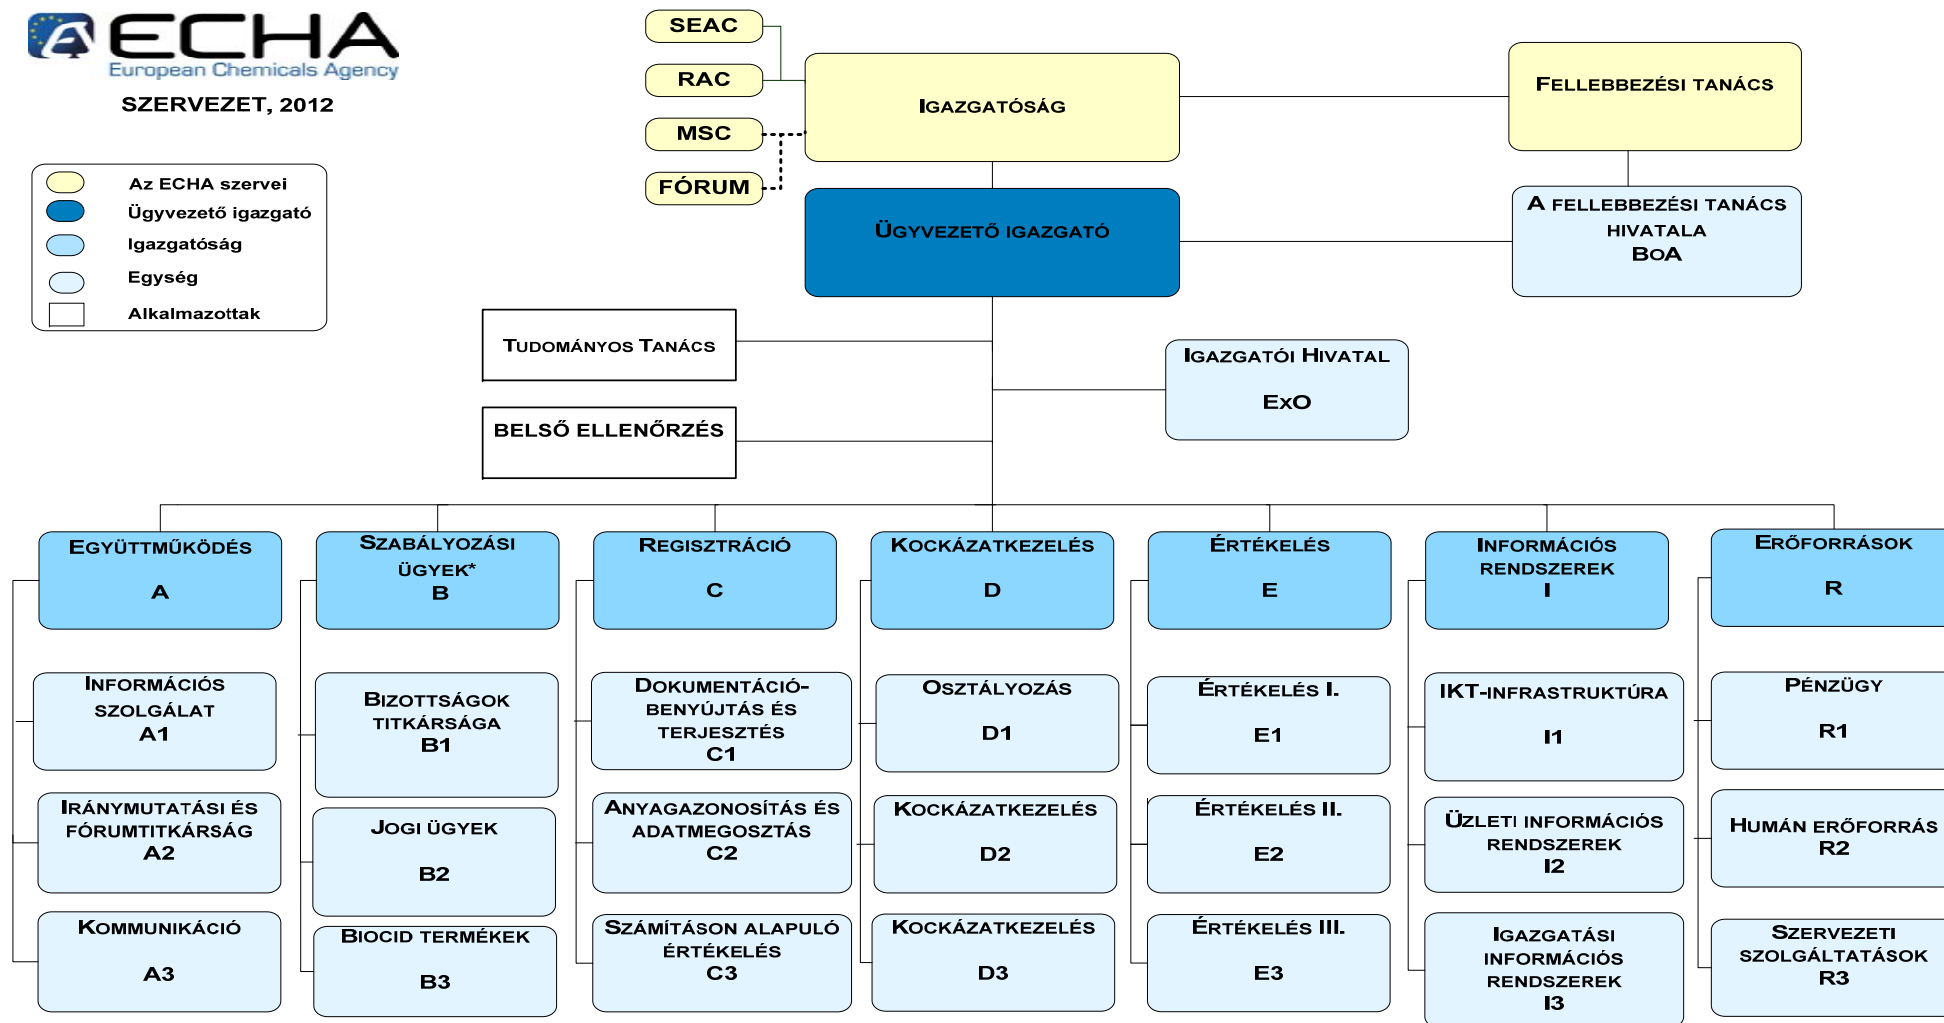 ECHA
European Chemicals Agency
SZERVEZET, 2012
Az ECHA szervei
Ügyvezető igazgató
Igazgatóság
Egység
Alkalmazottak
SEAC
RAC
MSC
FÓRUM
IGAZGATÓSÁG
FELLEBBEZÉSI TANÁCS
ÜGYVEZETŐ IGAZGATÓ
A FELLEBBEZÉSI TANÁCS
HIVATALA
BOA
TUDOMÁNYOS TANÁCS
BELSŐ ELLENŐRZÉS
IGAZGATÓI HIVATAL
EXO
EGYÜTTMŰKÖDÉS
A
SZABÁLYOZÁSI
ÜGYEK*
B
REGISZTRÁCIÓ
C
KOCKÁZATKEZELÉS
D
ÉRTÉKELÉS
E
INFORMÁCIÓS
RENDSZEREK
I
ERŐFORRÁSOK
R
INFORMÁCIÓS
SZOLGÁLAT
A1
BIZOTTSÁGOK
TITKÁRSÁGA
B1
DOKUMENTÁCIÓ-
BENYÚJTÁS ÉS
TERJESZTÉS
C1
OSZTÁLYOZÁS
D1
ÉRTÉKELÉS I.
E1
IKT-INFRASTRUKTÚRA
I1
PÉNZÜGY
R1
IRÁNYMUTATÁSI ÉS
FÓRUMTITKÁRSÁG
A2
JOGI ÜGYEK
B2
ANYAGAZONOSÍTÁS ÉS
ADATMEGOSZTÁS
C2
KOCKÁZATKEZELÉS
D2
ÉRTÉKELÉS II.
E2
ÜZLETI INFORMÁCIÓS
RENDSZEREK
I2
HUMÁN ERŐFORRÁS
R2
KOMMUNIKÁCIÓ
A3
BIOCID TERMÉKEK
B3
SZÁMÍTÁSON ALAPULÓ
ÉRTÉKELÉS
C3
KOCKÁZATKEZELÉS
D3
ÉRTÉKELÉS III.
E3
IGAZGATÁSI
INFORMÁCIÓS
RENDSZEREK
I3
SZERVEZETI
SZOLGÁLTATÁSOK
R3